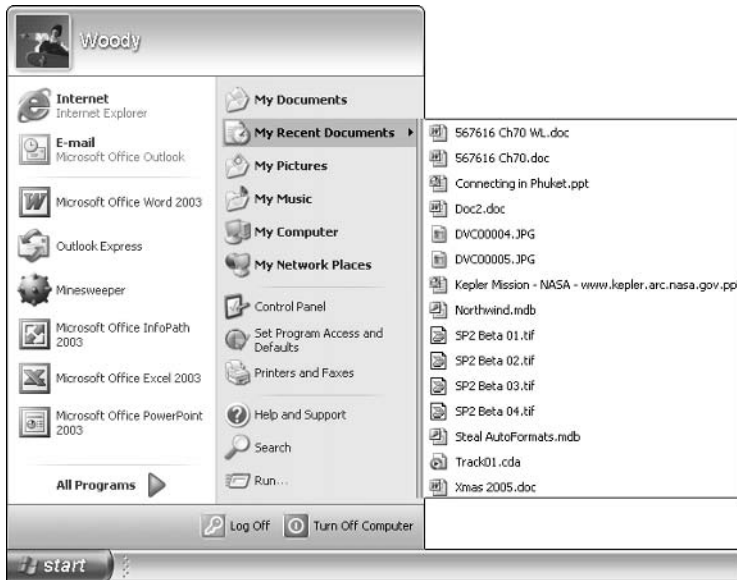 Woody
Internet
Internet Explorer
E-mail
Microsoft Office Outlook
Microsoft Office Word 2003
Outlook Express
Minesweeper
Microsoft Office InfoPath
2003
Microsoft Office Excel 2003
Microsoft Office PowerPoint
2003
All Programs
My Documents
My Recent Documents
My Pictures
My Music
My Computer
My Network Places
Control Panel
Set Program Access and
Defaults
Printers and Faxes
Help and Support
Search
Run...
567616 Ch70 WL.doc
567616 Ch70.doc
Connecting in Phuket.ppt
Doc2.doc
DVC00004.JPG
DVC00005.JPG
Kepler Mission - NASA - www.kepler.arc.nasa.gov.pp
Northwind.mdb
SP2 Beta 01.tif
SP2 Beta 02.tif
SP2 Beta 03.tif
SP2 Beta 04.tif
Steal AutoFormats.mdb
Track01.cda
Xmas 2005.doc
Log Off
Turn Off Computer
start